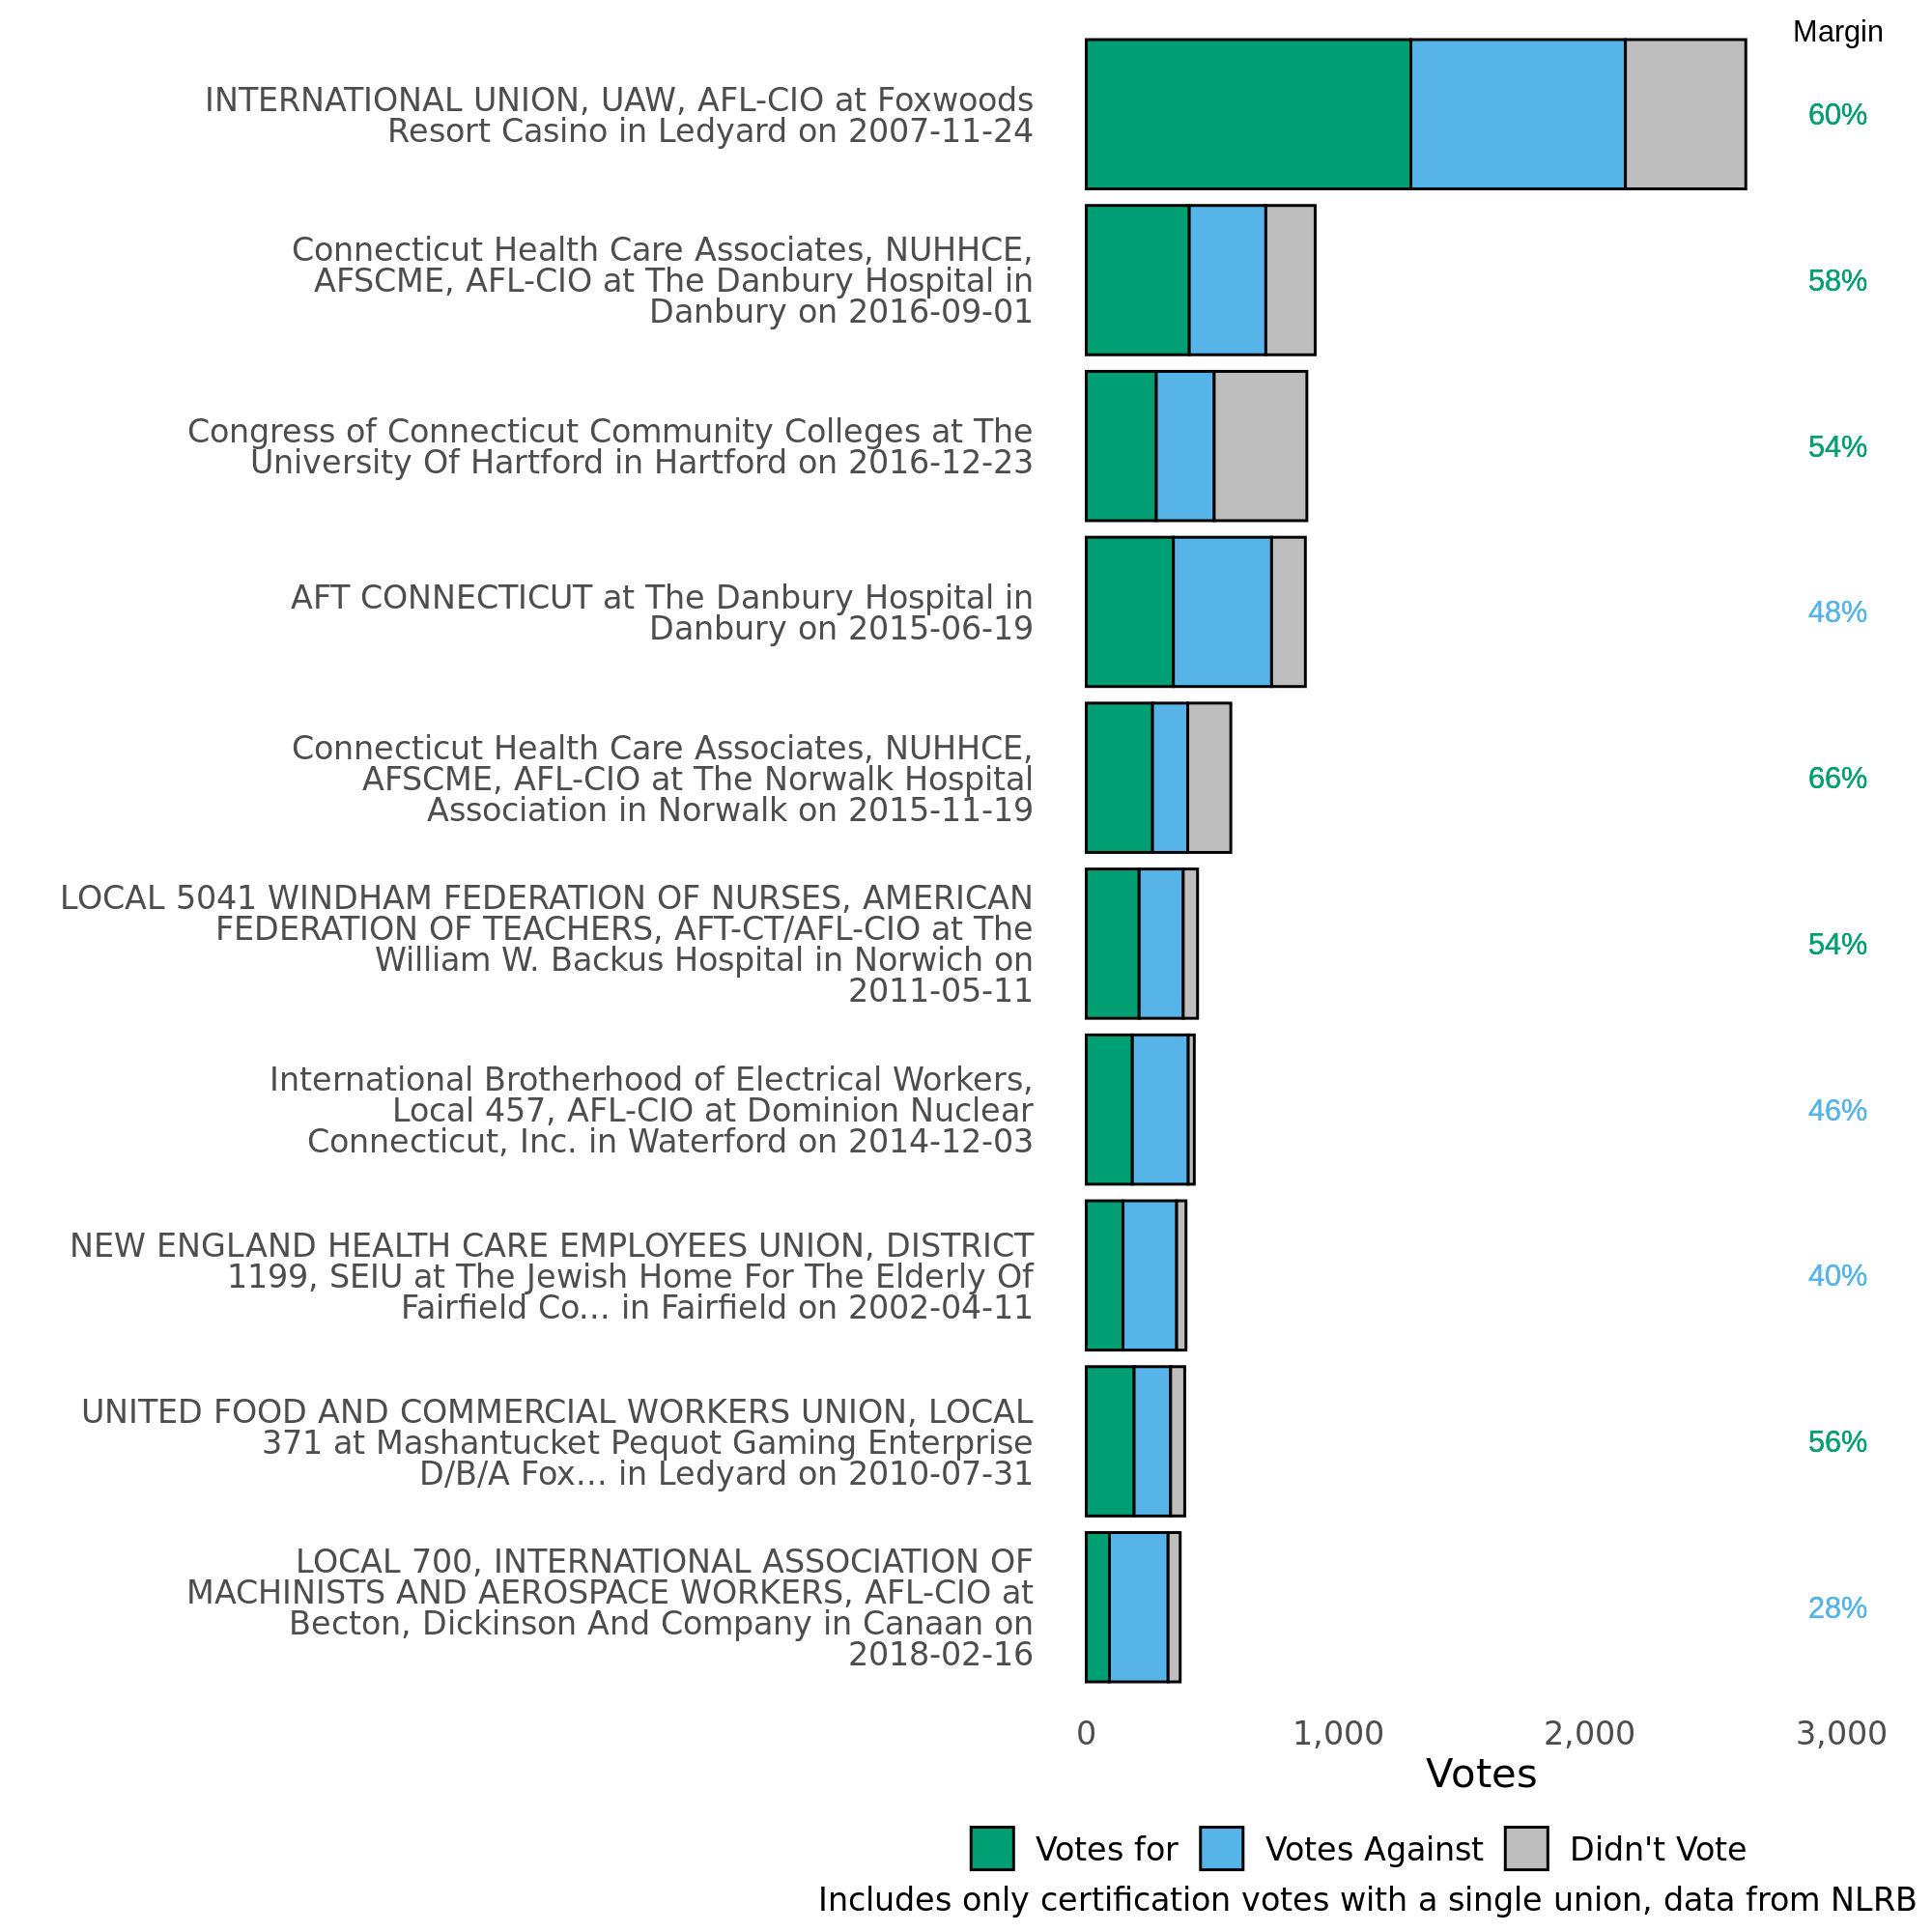 Margin
INTERNATIONAL UNION, UAW, AFL-CIO at Foxwoods
Resort Casino in Ledyard on 2007-11-24
60%
Connecticut Health Care Associates, NUHHCE,
AFSCME, AFL-CIO at The Danbury Hospital in
Danbury on 2016-09-01
58%
Congress of Connecticut Community Colleges at The
University Of Hartford in Hartford on 2016-12-23
54%
AFT CONNECTICUT at The Danbury Hospital in
Danbury on 2015-06-19
48%
Connecticut Health Care Associates, NUHHCE,
AFSCME, AFL-CIO at The Norwalk Hospital
Association in Norwalk on 2015-11-19
66%
LOCAL 5041 WINDHAM FEDERATION OF NURSES, AMERICAN
FEDERATION OF TEACHERS, AFT-CT/AFL-CIO at The
William W. Backus Hospital in Norwich on
2011-05-11
54%
International Brotherhood of Electrical Workers,
Local 457, AFL-CIO at Dominion Nuclear
Connecticut, Inc. in Waterford on 2014-12-03
46%
NEW ENGLAND HEALTH CARE EMPLOYEES UNION, DISTRICT
1199, SEIU at The Jewish Home For The Elderly Of
Fairfield Co... in Fairfield on 2002-04-11
40%
UNITED FOOD AND COMMERCIAL WORKERS UNION, LOCAL
371 at Mashantucket Pequot Gaming Enterprise
D/B/A Fox... in Ledyard on 2010-07-31
56%
LOCAL 700, INTERNATIONAL ASSOCIATION OF
MACHINISTS AND AEROSPACE WORKERS, AFL-CIO at
Becton, Dickinson And Company in Canaan on
2018-02-16
28%
0 1,000 2,000 3,000
Votes
Votes for Votes Against Didn't Vote
Includes only certification votes with a single union, data from NLRB